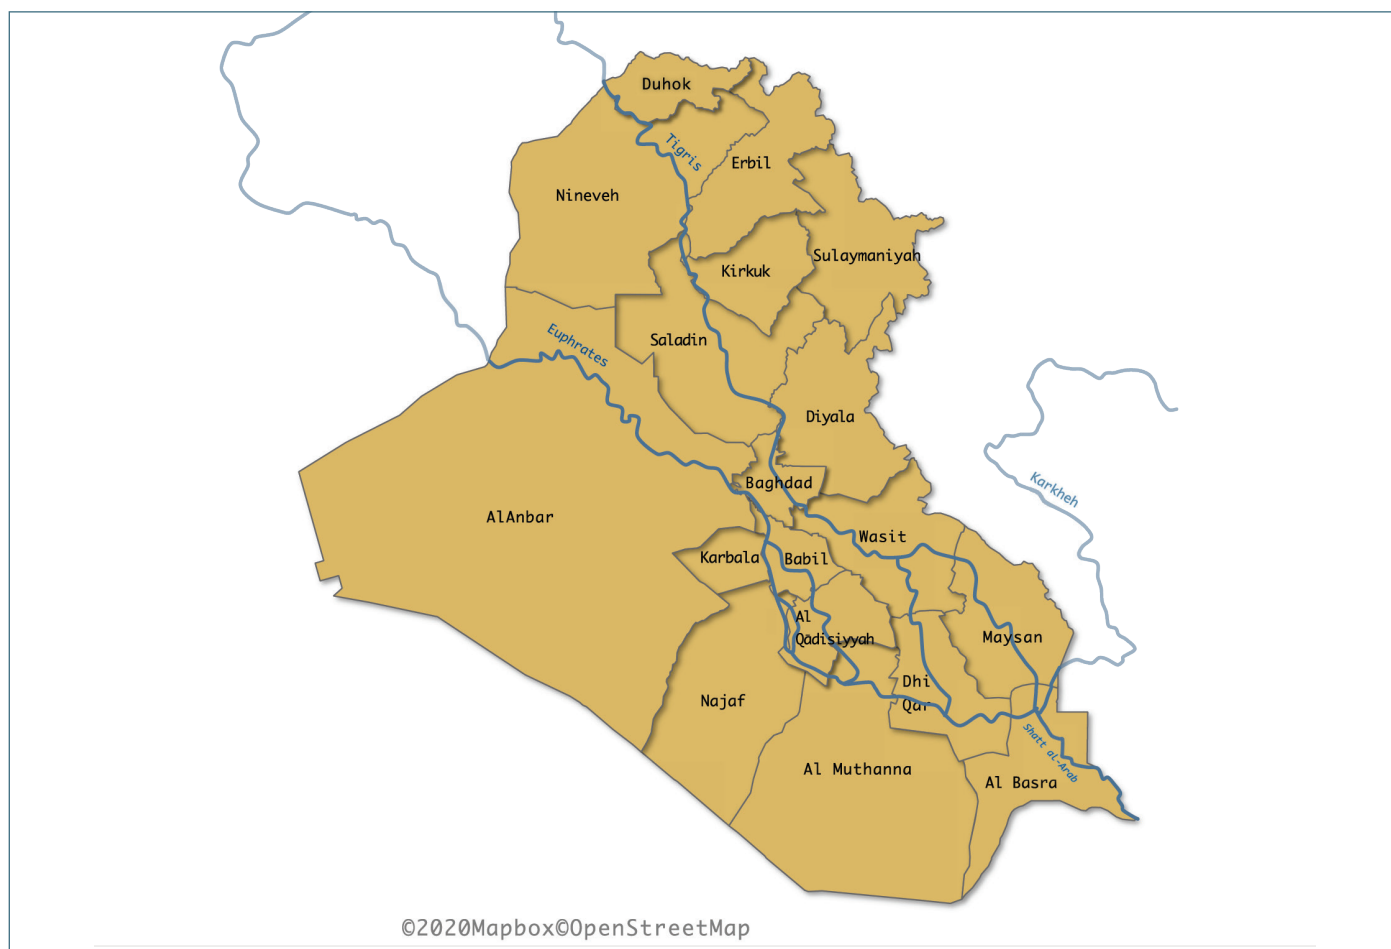 Duhok
Tigris
Erbil
Nineveh
Sulaymaniyah
Kirkuk
Saladin
Euphrates
Diyala
Baghdad
Karkheh
AlAnbar
Wasit
Karbala
Babil
Al
Qadisiyyah
Maysan
Dhi
Qar
Najaf
Shatt al-Arab
Al Muthanna
Al Basra
©2020Mapbox©OpenStreetMap